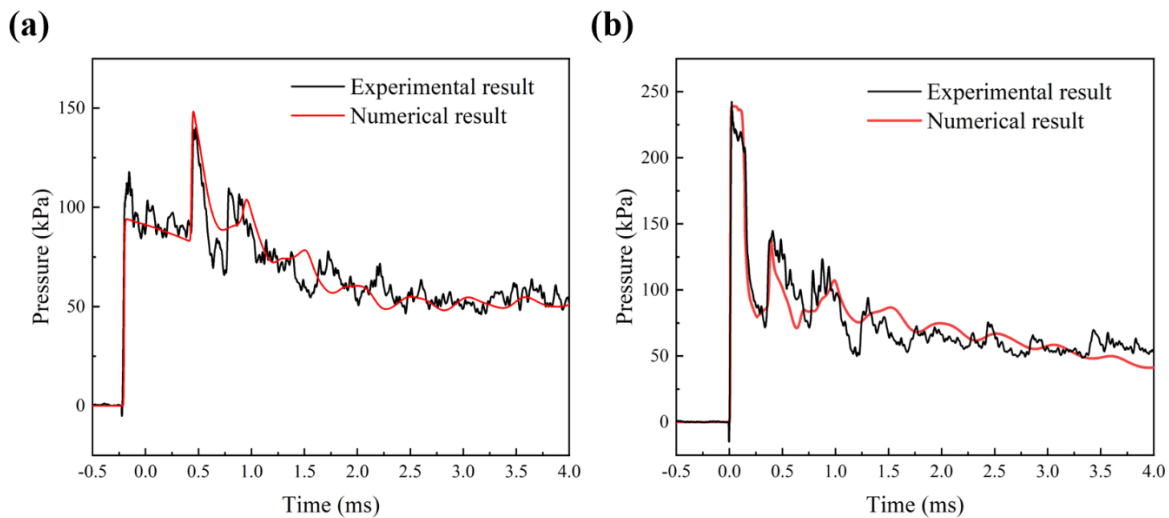 (a)
Experimental result
Numerical result
Pressure (kPa)
150
100
50
0
-0.5 0.0 0.5 1.0 1.5 2.0 2.5 3.0 3.5 4.0
Time (ms)
(b)
Experimental result
Numerical result
Pressure (kPa)
250
200
150
100
50
0
-0.5 0.0 0.5 1.0 1.5 2.0 2.5 3.0 3.5 4.0
Time (ms)